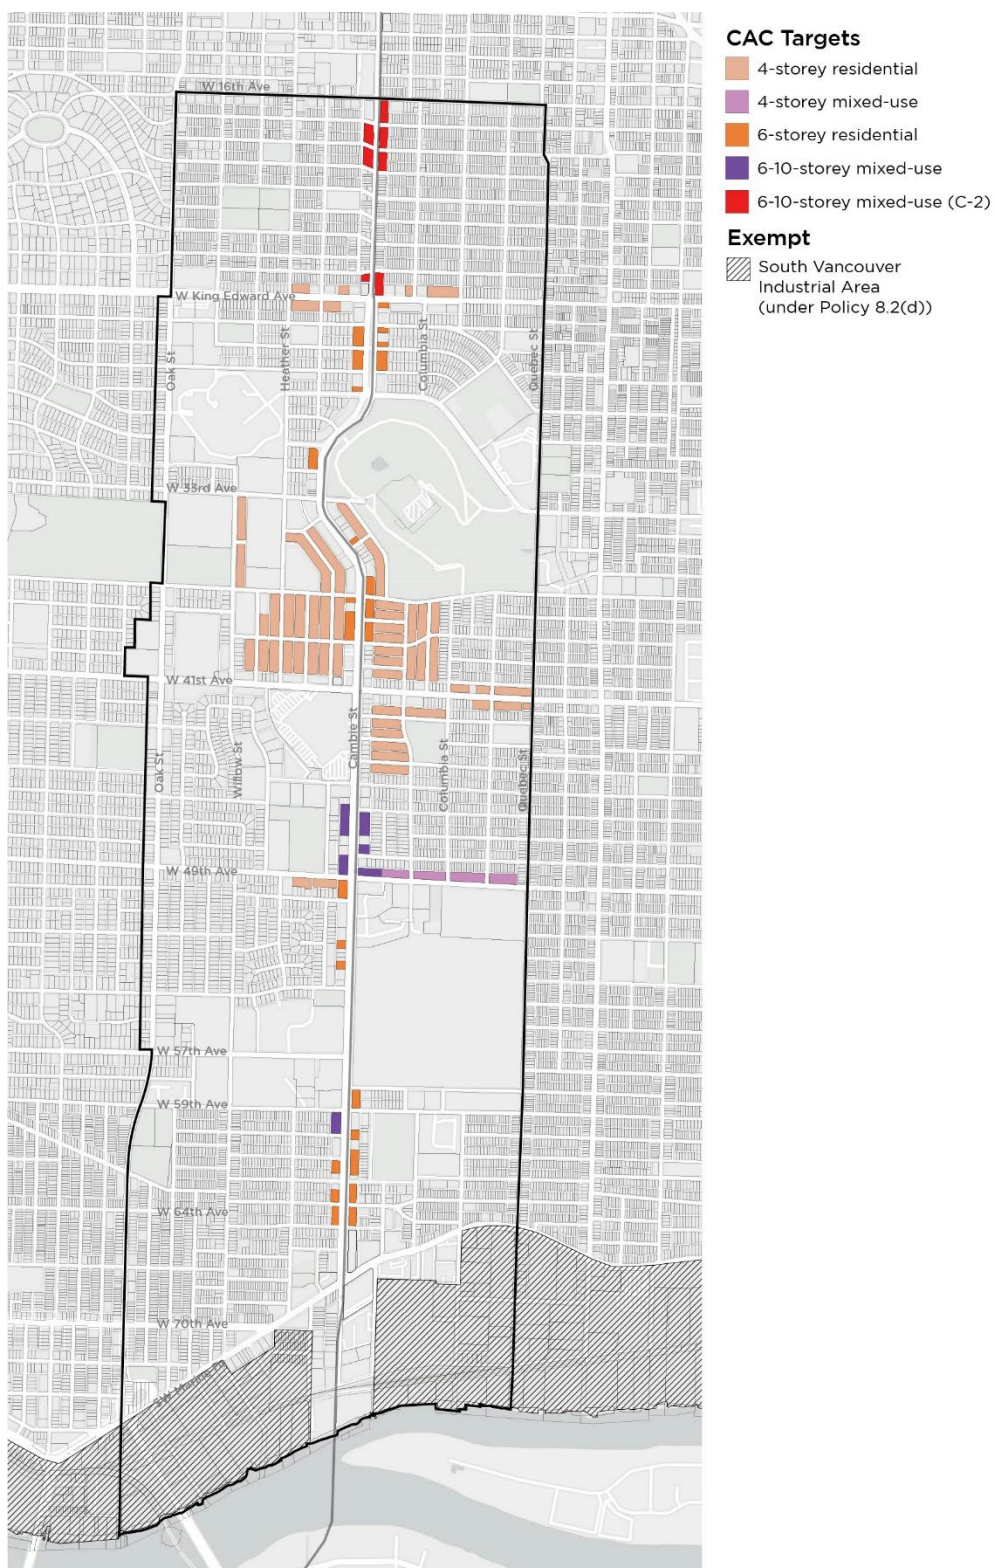 CAC Targets
4-storey residential
4-storey mixed-use
6-storey residential
6-10-storey mixed-use
6-10-storey mixed-use (C-2)
Exempt
South Vancouver
Industrial Area
(under Policy 8.2(d))
W 16th Ave
W King Edward Ave
Oak St
Heather St
Columbia St
Quebec St
W 33rd Ave
W 41st Ave
Oak St
Willow St
Cambie St
Columbia St
Quebec St
W 49th Ave
W 57th Ave
W 59th Ave
W 64th Ave
W 70th Ave
SW Marine Dr